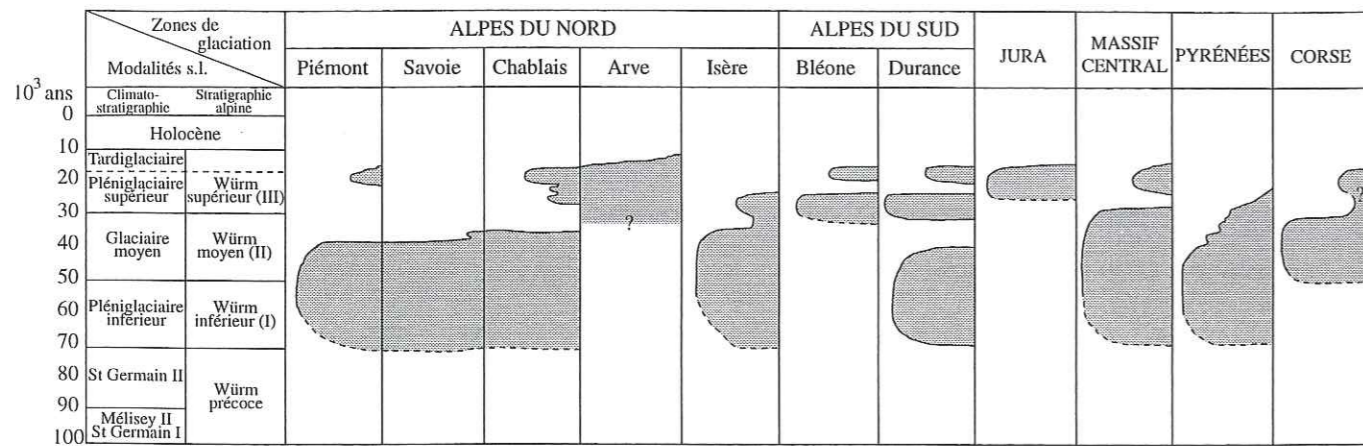 Zones de
glaciation
Modalités s.l.
ALPES DU NORD
ALPES DU SUD
JURA
MASSIF
CENTRAL
PYRÉNÉES
CORSE
Piémont
Savoie
Chablais
Arve
Isère
Bléone
Durance
10³ ans
Climato-
stratigraphie
Stratigraphie
alpine
0
Holocène
10
Tardiglaciaire
20
Pléniglaciaire
supérieur
Würm
supérieur (III)
30
?
?
40
Glaciaire
moyen
Würm
moyen (II)
50
60
Pléniglaciaire
inférieur
Würm
inférieur (I)
70
80
St Germain II
Würm
précoce
90
Mélisey II
St Germain I
100